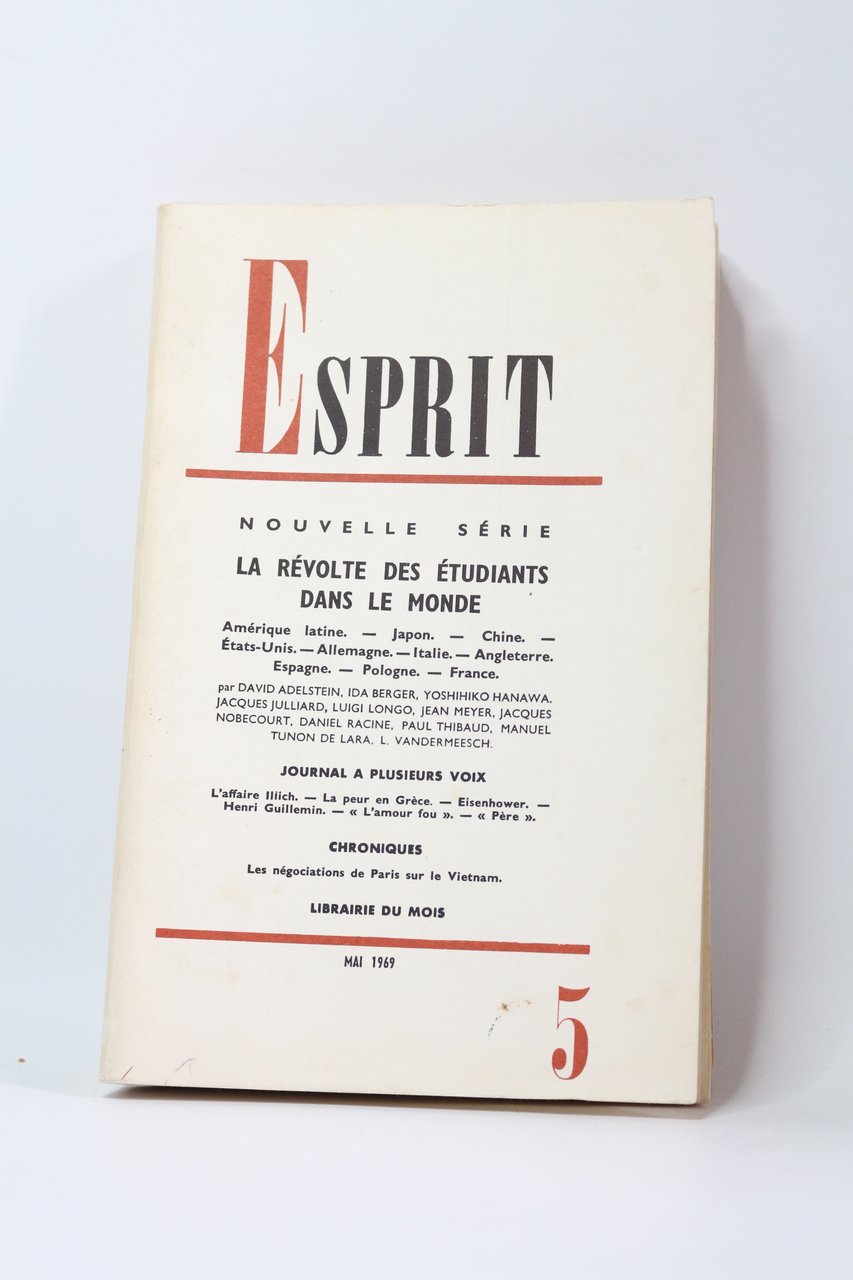 ESPRIT
NOUVELLE SÉRIE
LA RÉVOLTE DES ÉTUDIANTS
DANS LE MONDE
Amérique latine. — Japon. — Chine. —
États-Unis. — Allemagne. — Italie. — Angleterre.
Espagne. — Pologne. — France.
par DAVID ADELSTEIN, IDA BERGER, YOSHIHIKO HANAWA.
JACQUES JULLIARD, LUIGI LONGO, JEAN MEYER, JACQUES
NOBECOURT, DANIEL RACINE, PAUL THIBAUD, MANUEL
TUNON DE LARA, L. VANDERMEESCH.
JOURNAL A PLUSIEURS VOIX
L'affaire Illich. — La peur en Grèce. — Eisenhower. —
Henri Guillemin. — « L'amour fou ». — « Père ».
CHRONIQUES
Les négociations de Paris sur le Vietnam.
LIBRAIRIE DU MOIS
MAI 1969
5